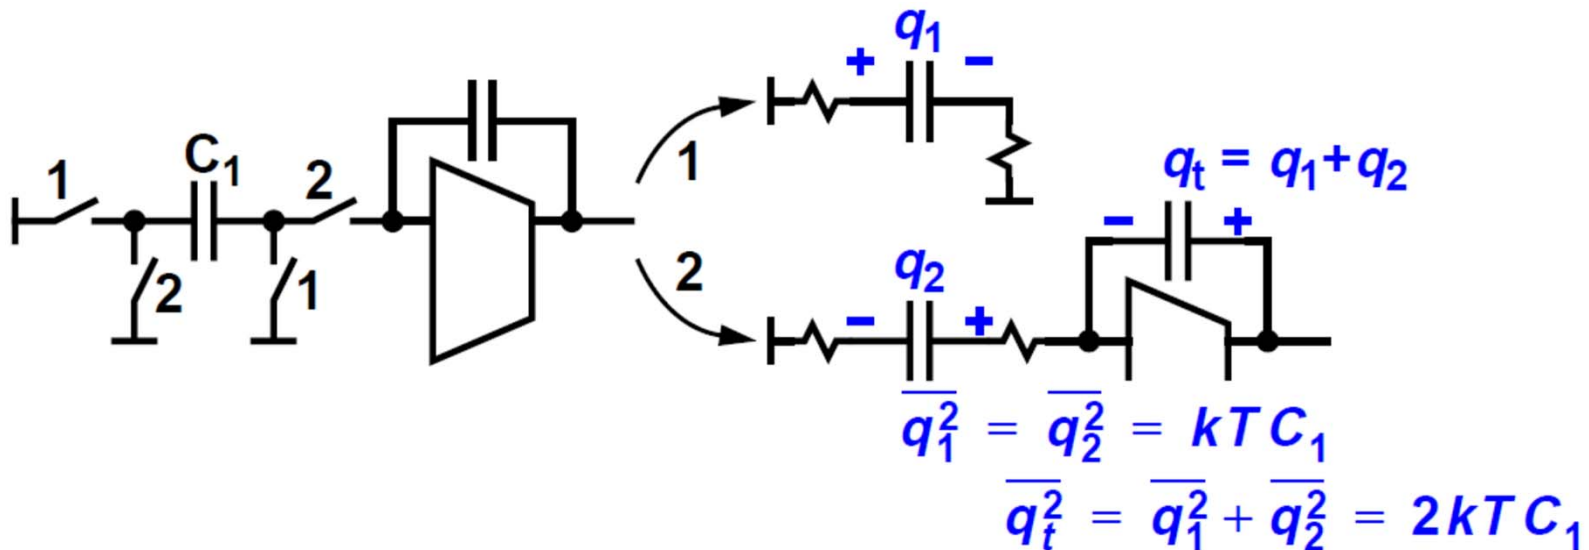 1
C₁
2
2
1
1
q₁
+ −
2
q₂
− +
qₜ = q₁+q₂
− +
q₁² = q₂² = kTC₁
qₜ² = q₁² + q₂² = 2kTC₁